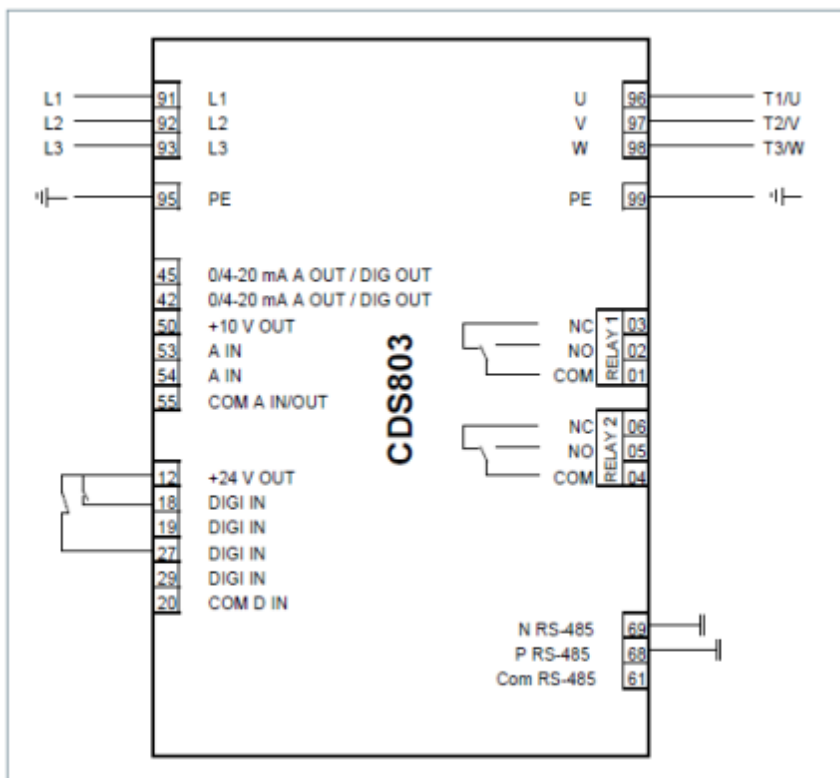 L1 91 L1 U 96 T1/U
L2 92 L2 V 97 T2/V
L3 93 L3 W 98 T3/W
95 PE PE 99
45 0/4-20 mA A OUT / DIG OUT
42 0/4-20 mA A OUT / DIG OUT
50 +10 V OUT
53 A IN
54 A IN
55 COM A IN/OUT
12 +24 V OUT
18 DIGI IN
19 DIGI IN
27 DIGI IN
29 DIGI IN
20 COM D IN
CDS803
NC 03
NO 02
COM 01
RELAY 1
NC 06
NO 05
COM 04
RELAY 2
N RS-485 69
P RS-485 68
Com RS-485 61